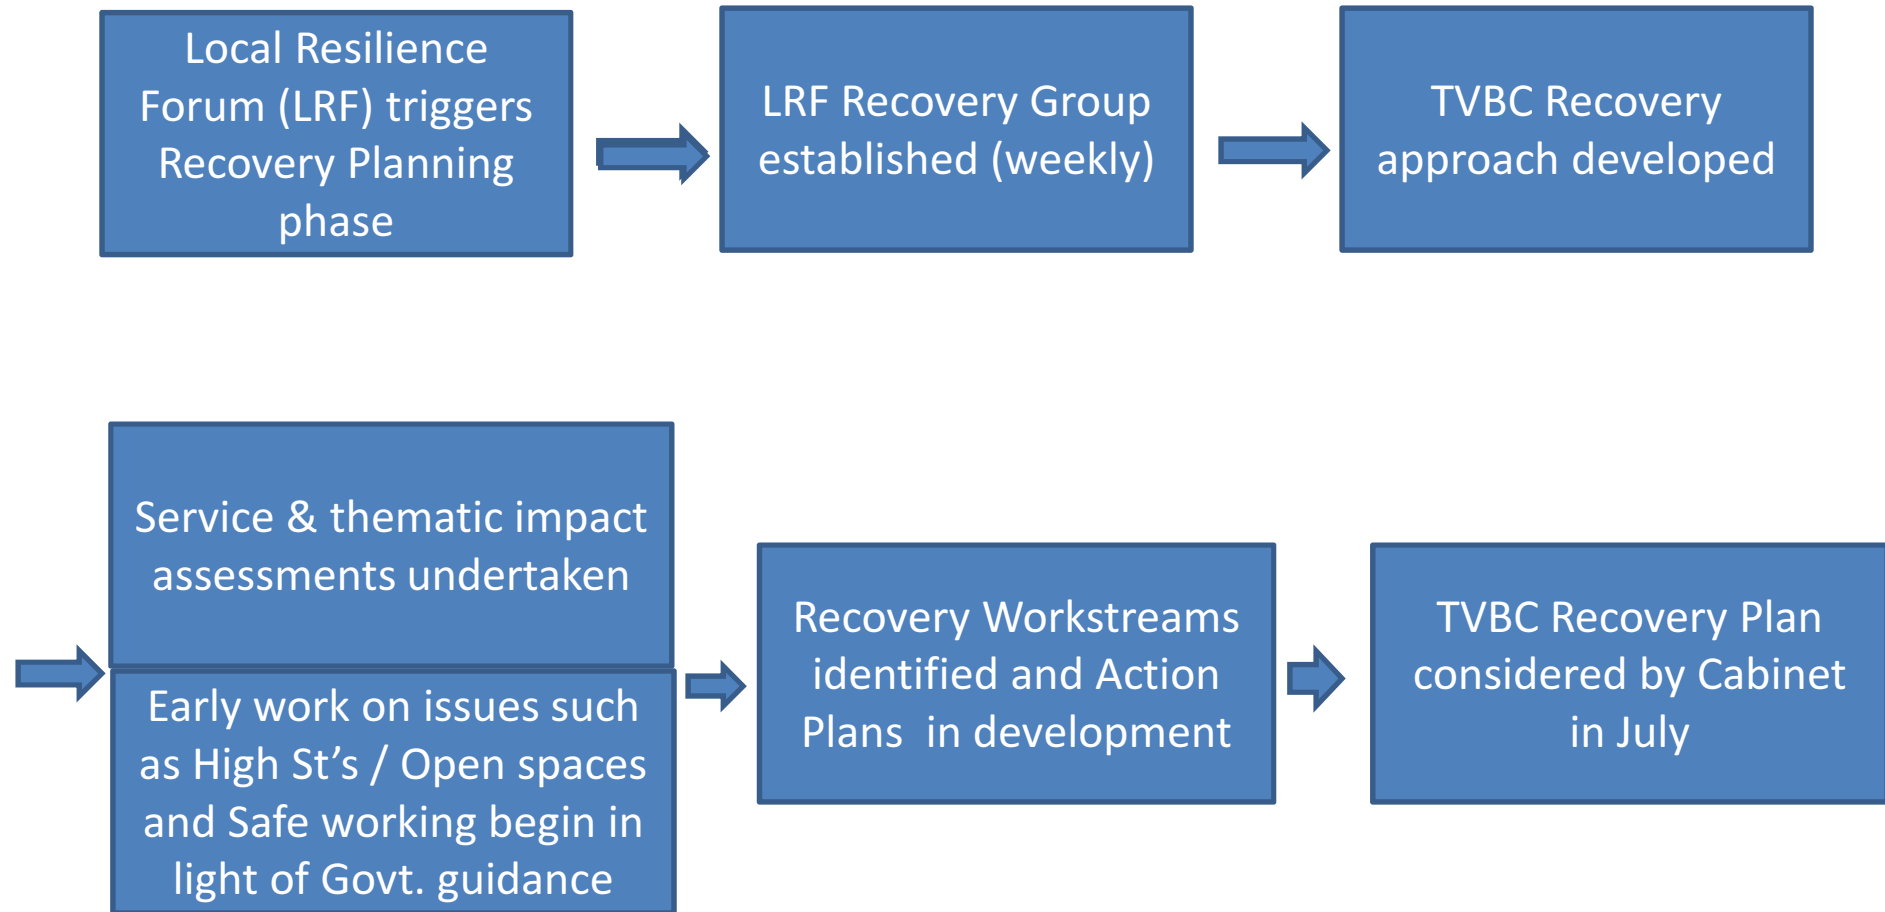 Local Resilience
Forum (LRF) triggers
Recovery Planning
phase
LRF Recovery Group
established (weekly)
TVBC Recovery
approach developed
Service & thematic impact
assessments undertaken
Early work on issues such
as High St’s / Open spaces
and Safe working begin in
light of Govt. guidance
Recovery Workstreams
identified and Action
Plans  in development
TVBC Recovery Plan
considered by Cabinet
in July